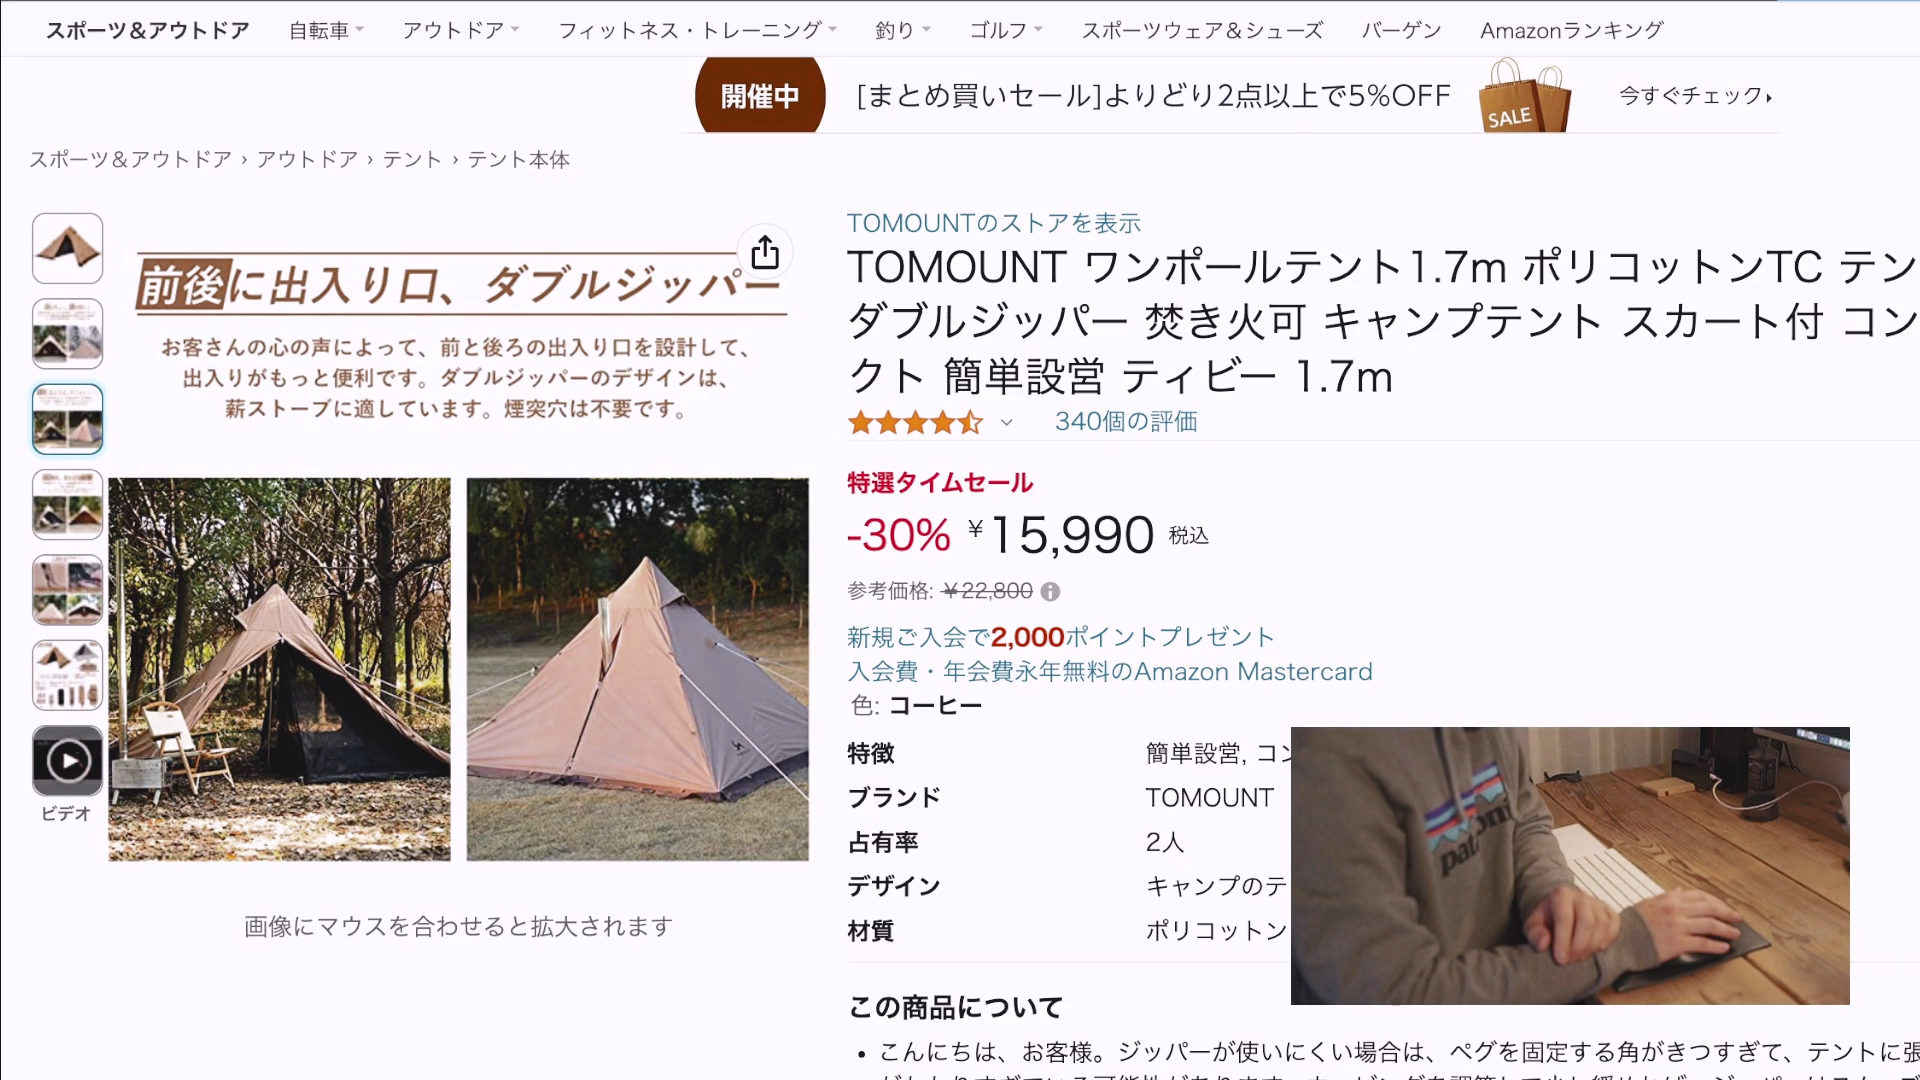 スポーツ＆アウトドア 自転車 アウトドア フィットネス・トレーニング 釣り ゴルフ スポーツウェア＆シューズ バーゲン Amazonランキング
開催中 [まとめ買いセール]よりどり2点以上で5%OFF SALE 今すぐチェック
スポーツ＆アウトドア › アウトドア › テント › テント本体
前後に出入り口、ダブルジッパー
お客さんの心の声によって、前と後ろの出入り口を設計して、
出入りがもっと便利です。ダブルジッパーのデザインは、
薪ストーブに適しています。煙突穴は不要です。
ビデオ
画像にマウスを合わせると拡大されます
TOMOUNTのストアを表示
TOMOUNT ワンポールテント1.7m ポリコットンTC テン
ダブルジッパー 焚き火可 キャンプテント スカート付 コン
クト 簡単設営 ティピー 1.7m
340個の評価
特選タイムセール
-30% ￥15,990 税込
参考価格: ￥22,800
新規ご入会で2,000ポイントプレゼント
入会費・年会費永年無料のAmazon Mastercard
色: コーヒー
特徴 簡単設営, コン
ブランド TOMOUNT
占有率 2人
デザイン キャンプのテ
材質 ポリコットン
この商品について
• こんにちは、お客様。ジッパーが使いにくい場合は、ペグを固定する角がきつすぎて、テントに張